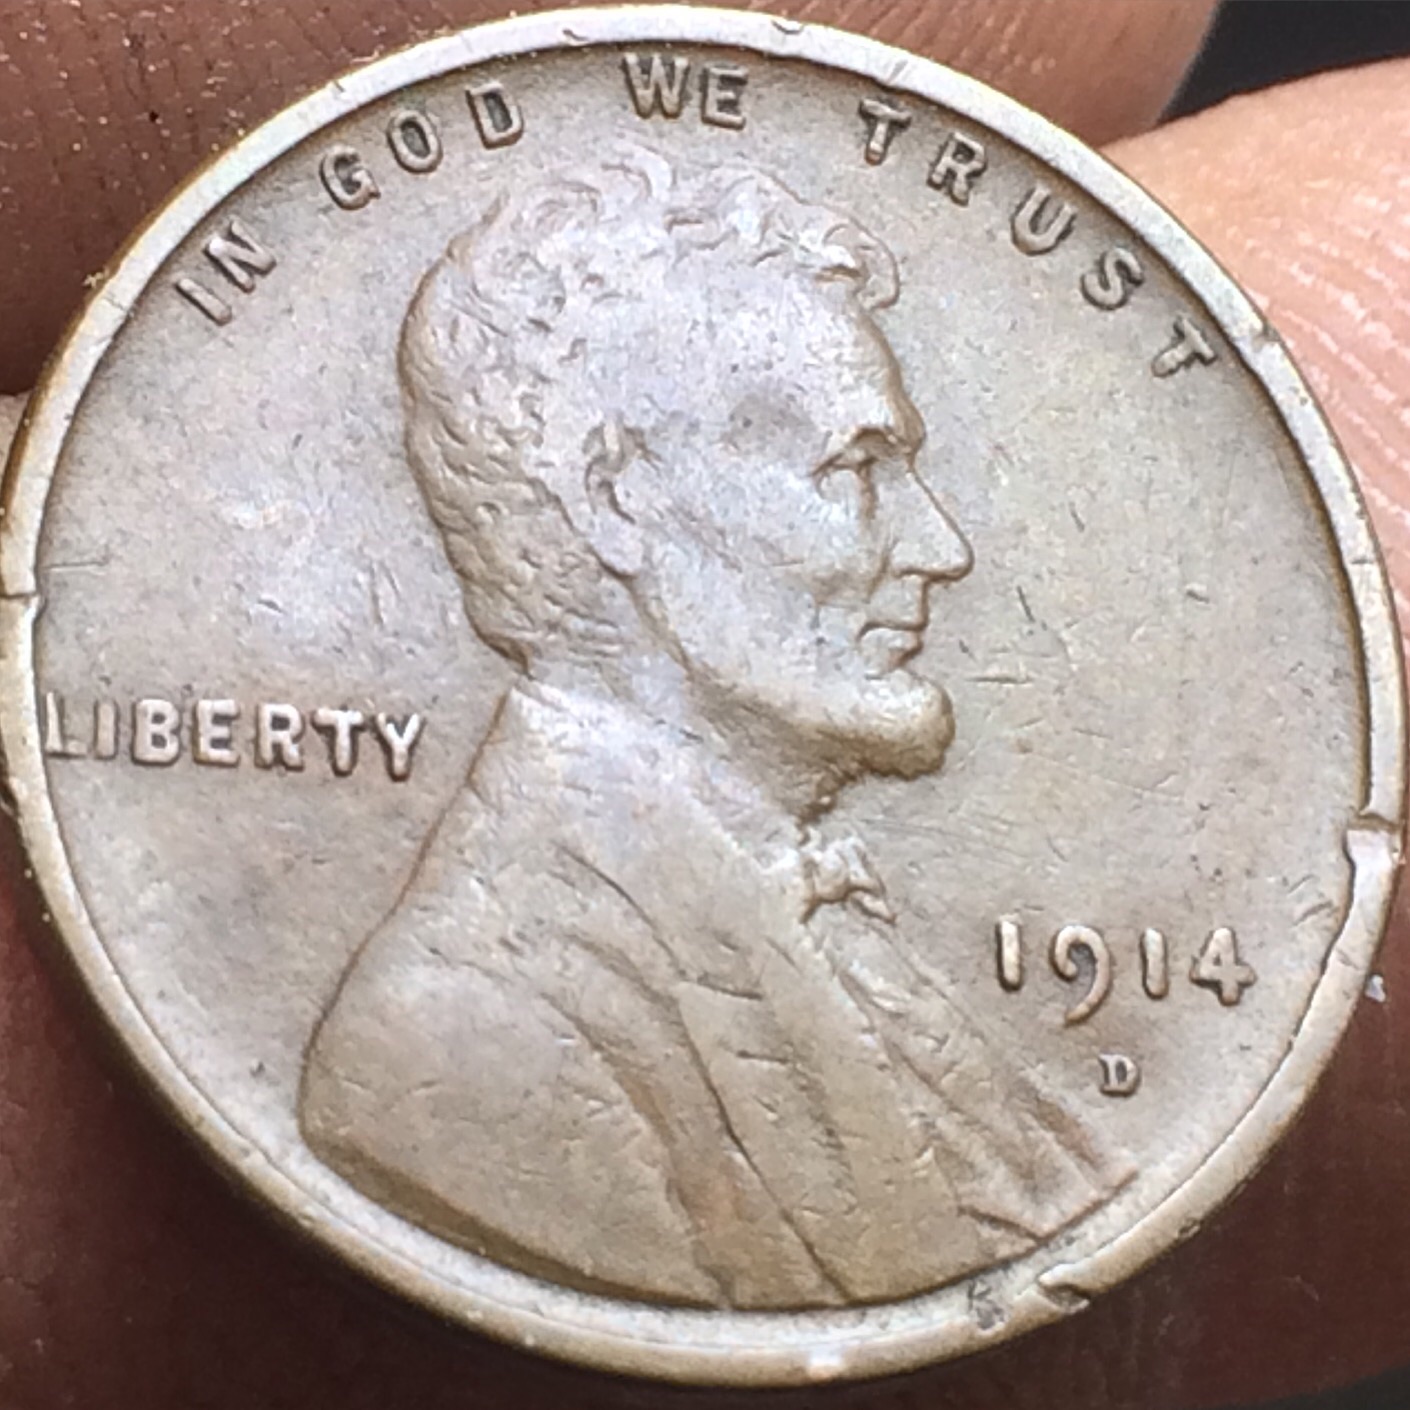 IN GOD WE TRUST
LIBERTY
1914
D